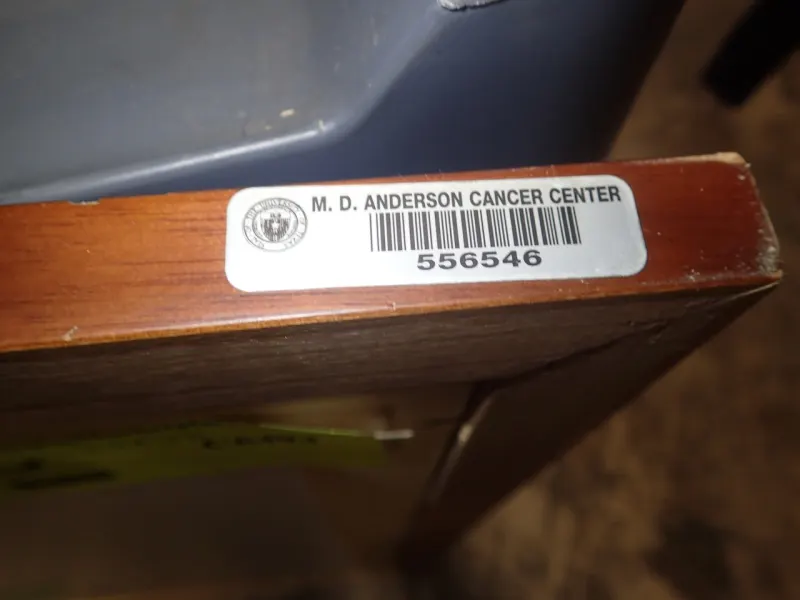 M. D. ANDERSON CANCER CENTER
556546